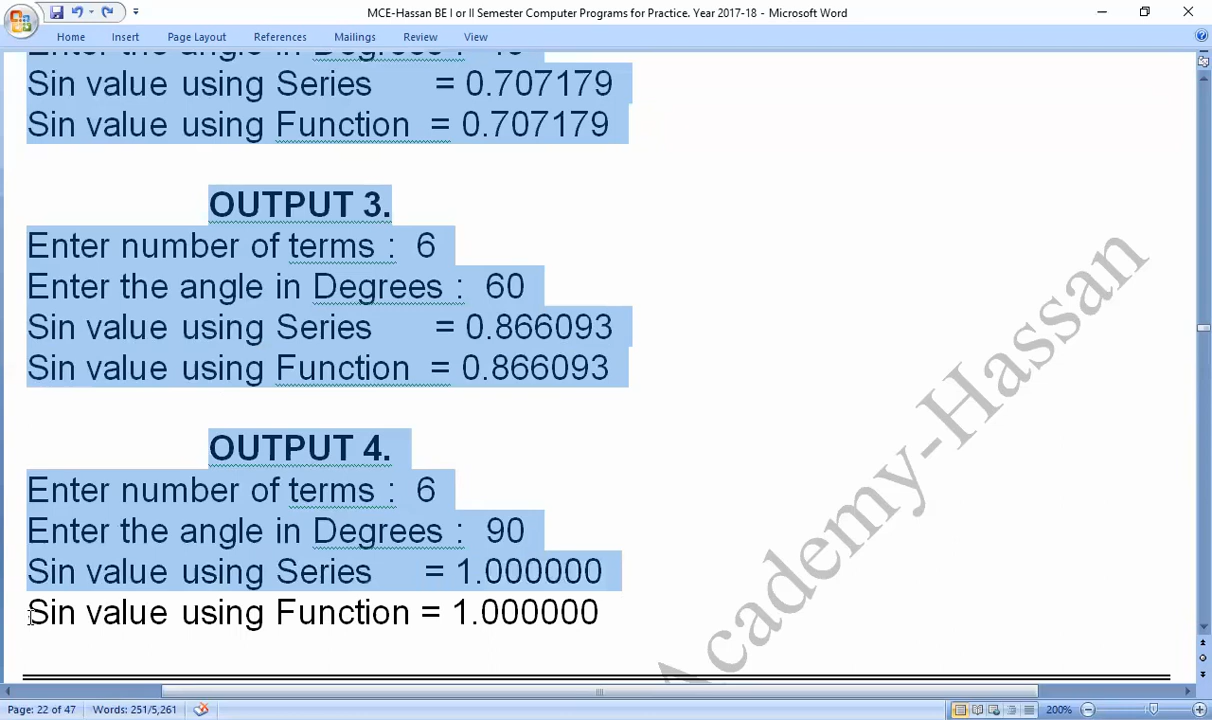 MCE-Hassan BE I or II Semester Computer Programs for Practice. Year 2017-18 - Microsoft Word
Home Insert Page Layout References Mailings Review View
Enter the angle in Degrees :
Sin value using Series = 0.707179
Sin value using Function = 0.707179
OUTPUT 3.
Enter number of terms : 6
Enter the angle in Degrees : 60
Sin value using Series = 0.866093
Sin value using Function = 0.866093
OUTPUT 4.
Enter number of terms : 6
Enter the angle in Degrees : 90
Sin value using Series = 1.000000
Sin value using Function = 1.000000
Academy-Hassan
Page: 22 of 47 Words: 251/5,261 200%